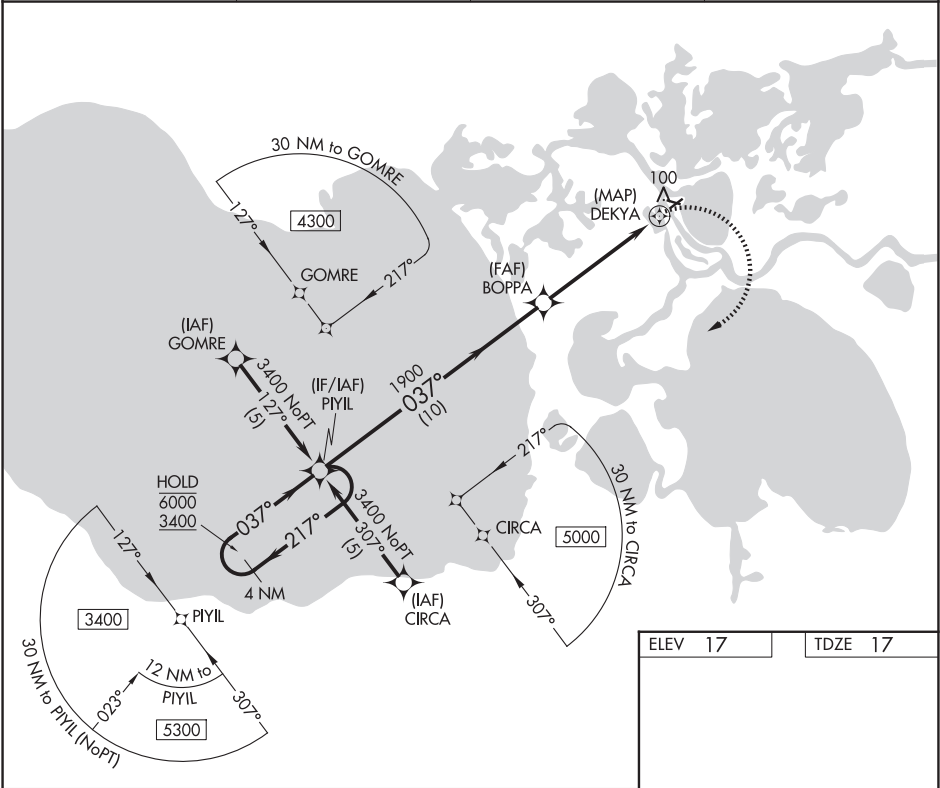 30 NM to GOMRE
127°
4300
217°
GOMRE
100
(MAP)
DEKYA
(FAF)
BOPPA
(IAF)
GOMRE
3400 NoPT
127°
(5)
(IF/IAF)
PIYIL
1900
037°
(10)
HOLD
6000
3400
037°
217°
4 NM
3400 NoPT
307°
(5)
(IAF)
CIRCA
217°
30 NM to CIRCA
CIRCA
5000
307°
127°
3400
PIYIL
30 NM to PIYIL (NoPT)
12 NM to
PIYIL
023°
5300
307°
ELEV 17
TDZE 17